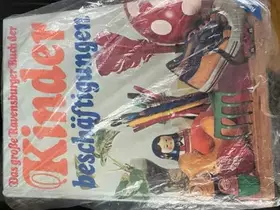 Das große Ravensburger Buch der
Kinder
beschäftigungen